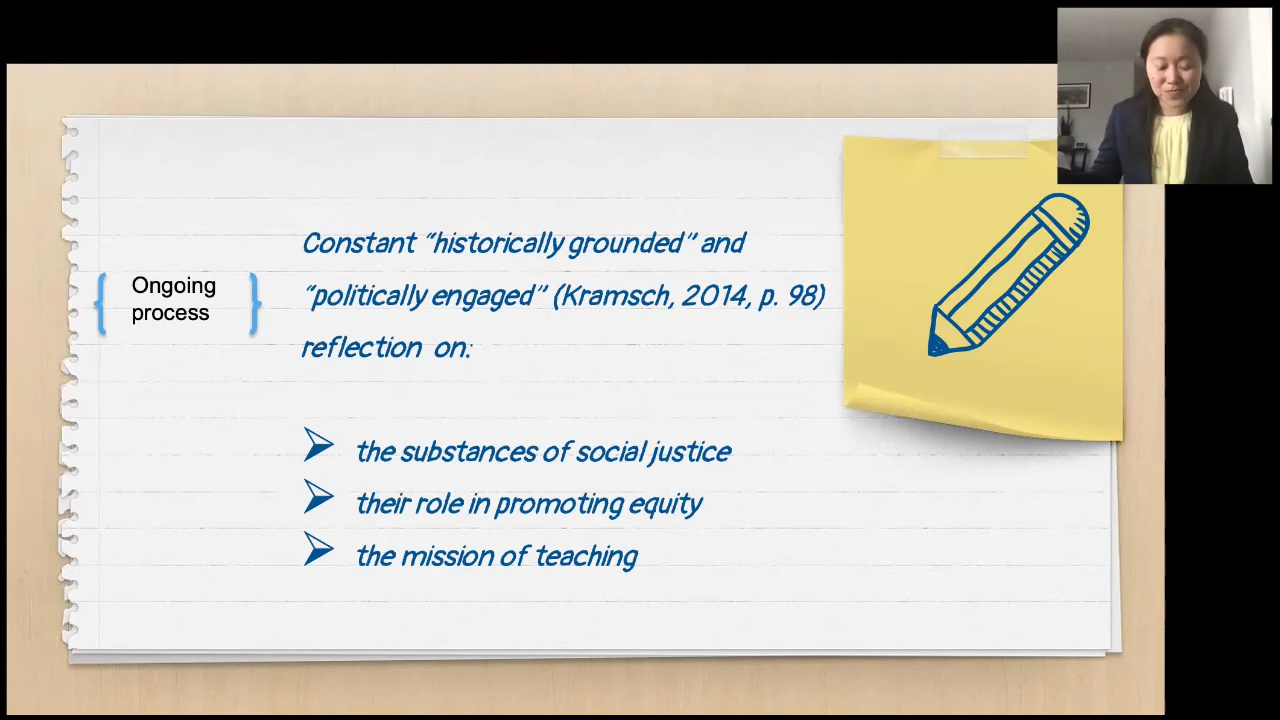 Ongoing
process
Constant “historically grounded” and
“politically engaged” (Kramsch, 2014, p. 98)
reflection on:
the substances of social justice
their role in promoting equity
the mission of teaching